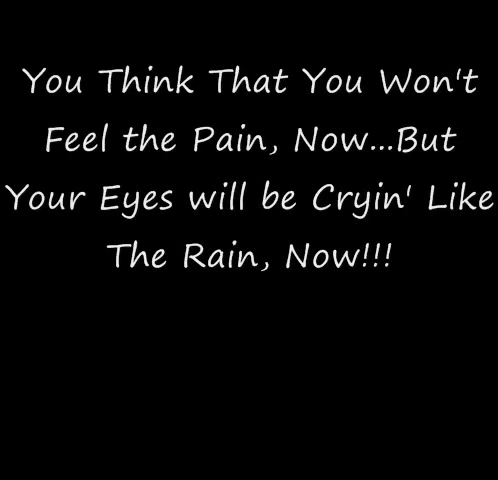 You Think That You Won't
Feel the Pain, Now...But
Your Eyes will be Cryin' Like
The Rain, Now!!!